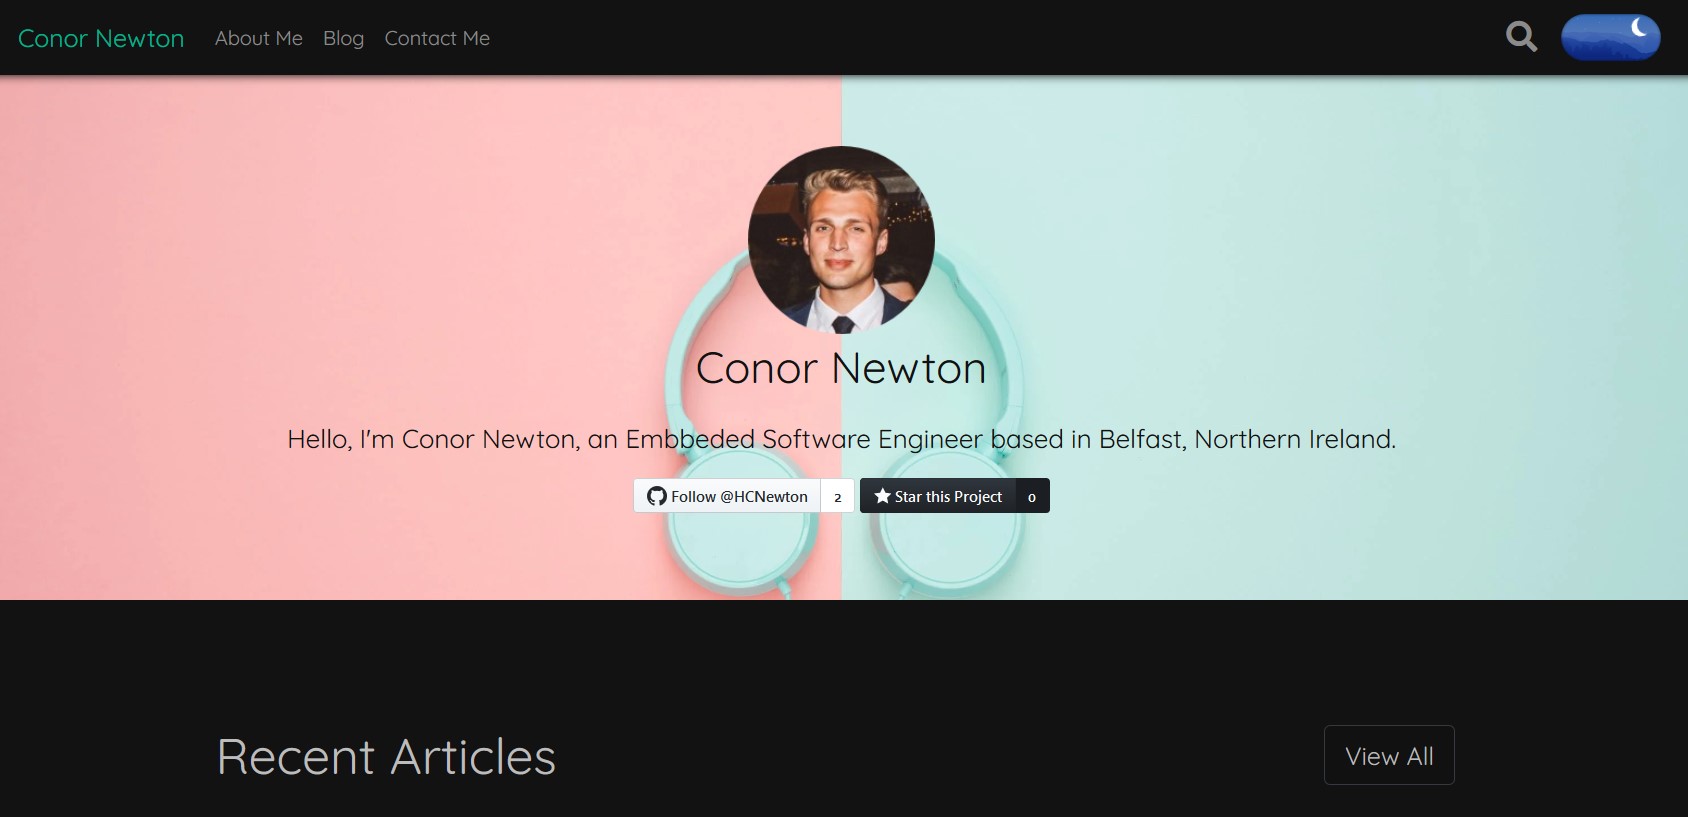 Conor Newton About Me Blog Contact Me
Conor Newton
Hello, I'm Conor Newton, an Embbeded Software Engineer based in Belfast, Northern Ireland.
Follow @HCNewton 2 Star this Project 0
Recent Articles View All